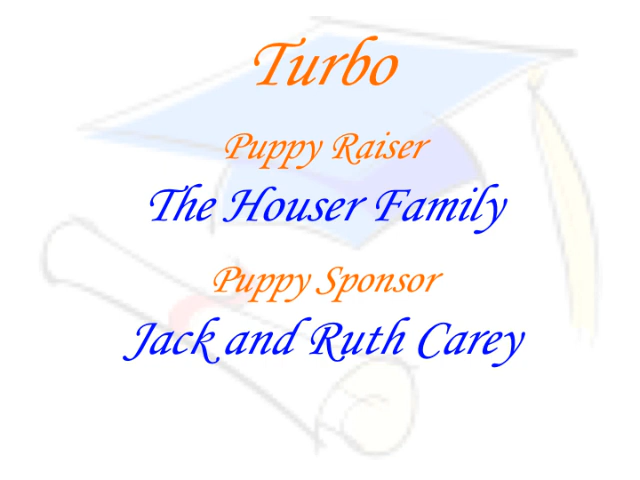 Turbo
Puppy Raiser
The Houser Family
Puppy Sponsor
Jack and Ruth Carey